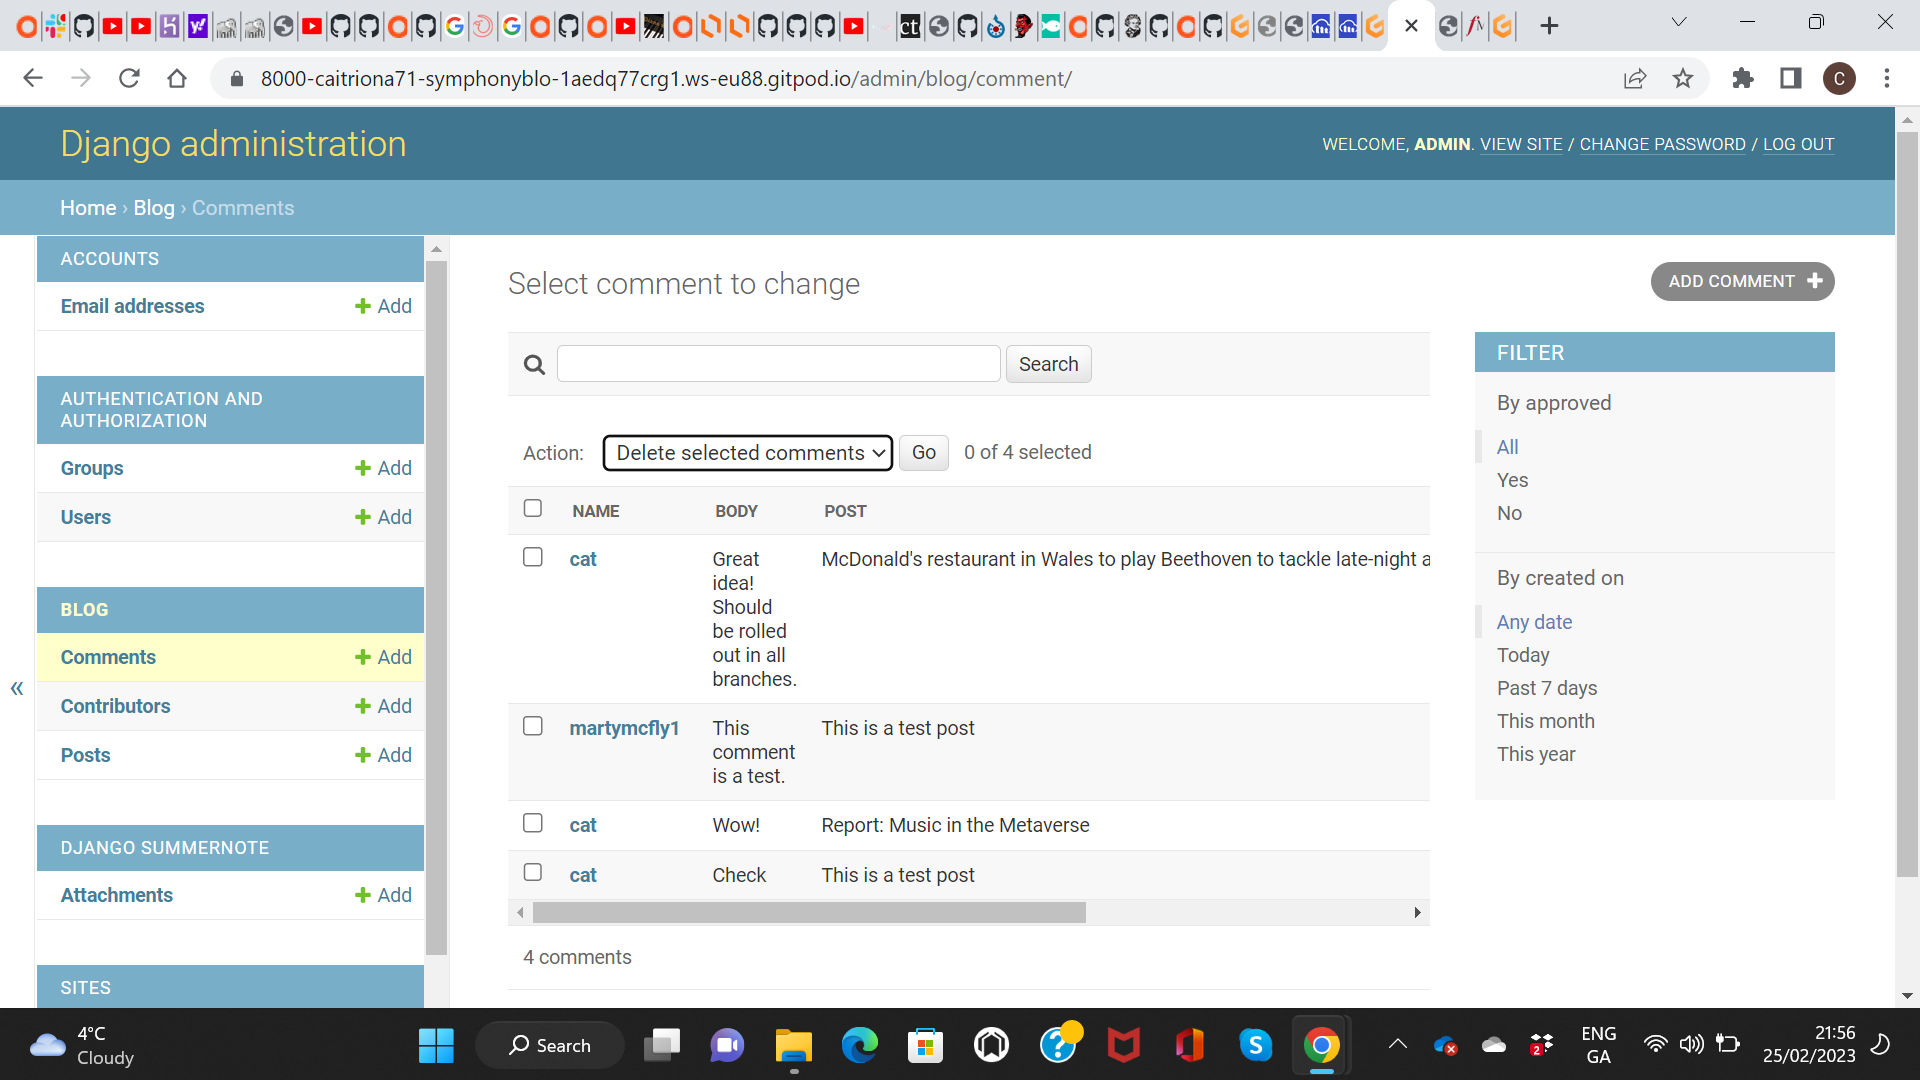 8000-caitriona71-symphonyblo-1aedq77crg1.ws-eu88.gitpod.io/admin/blog/comment/
C
Django administration
WELCOME, ADMIN. VIEW SITE / CHANGE PASSWORD / LOG OUT
Home › Blog › Comments
ACCOUNTS
Email addresses
Add
AUTHENTICATION AND
AUTHORIZATION
Groups
Add
Users
Add
BLOG
Comments
Add
Contributors
Add
Posts
Add
DJANGO SUMMERNOTE
Attachments
Add
SITES
«
Select comment to change
ADD COMMENT
Search
Action:
Delete selected comments
Go
0 of 4 selected
NAME BODY POST
cat
Great
idea!
Should
be rolled
out in all
branches.
McDonald's restaurant in Wales to play Beethoven to tackle late-night a
martymcfly1
This
comment
is a test.
This is a test post
cat
Wow!
Report: Music in the Metaverse
cat
Check
This is a test post
4 comments
FILTER
By approved
All
Yes
No
By created on
Any date
Today
Past 7 days
This month
This year
4°C
Cloudy
Search
2
ENG
GA
21:56
25/02/2023